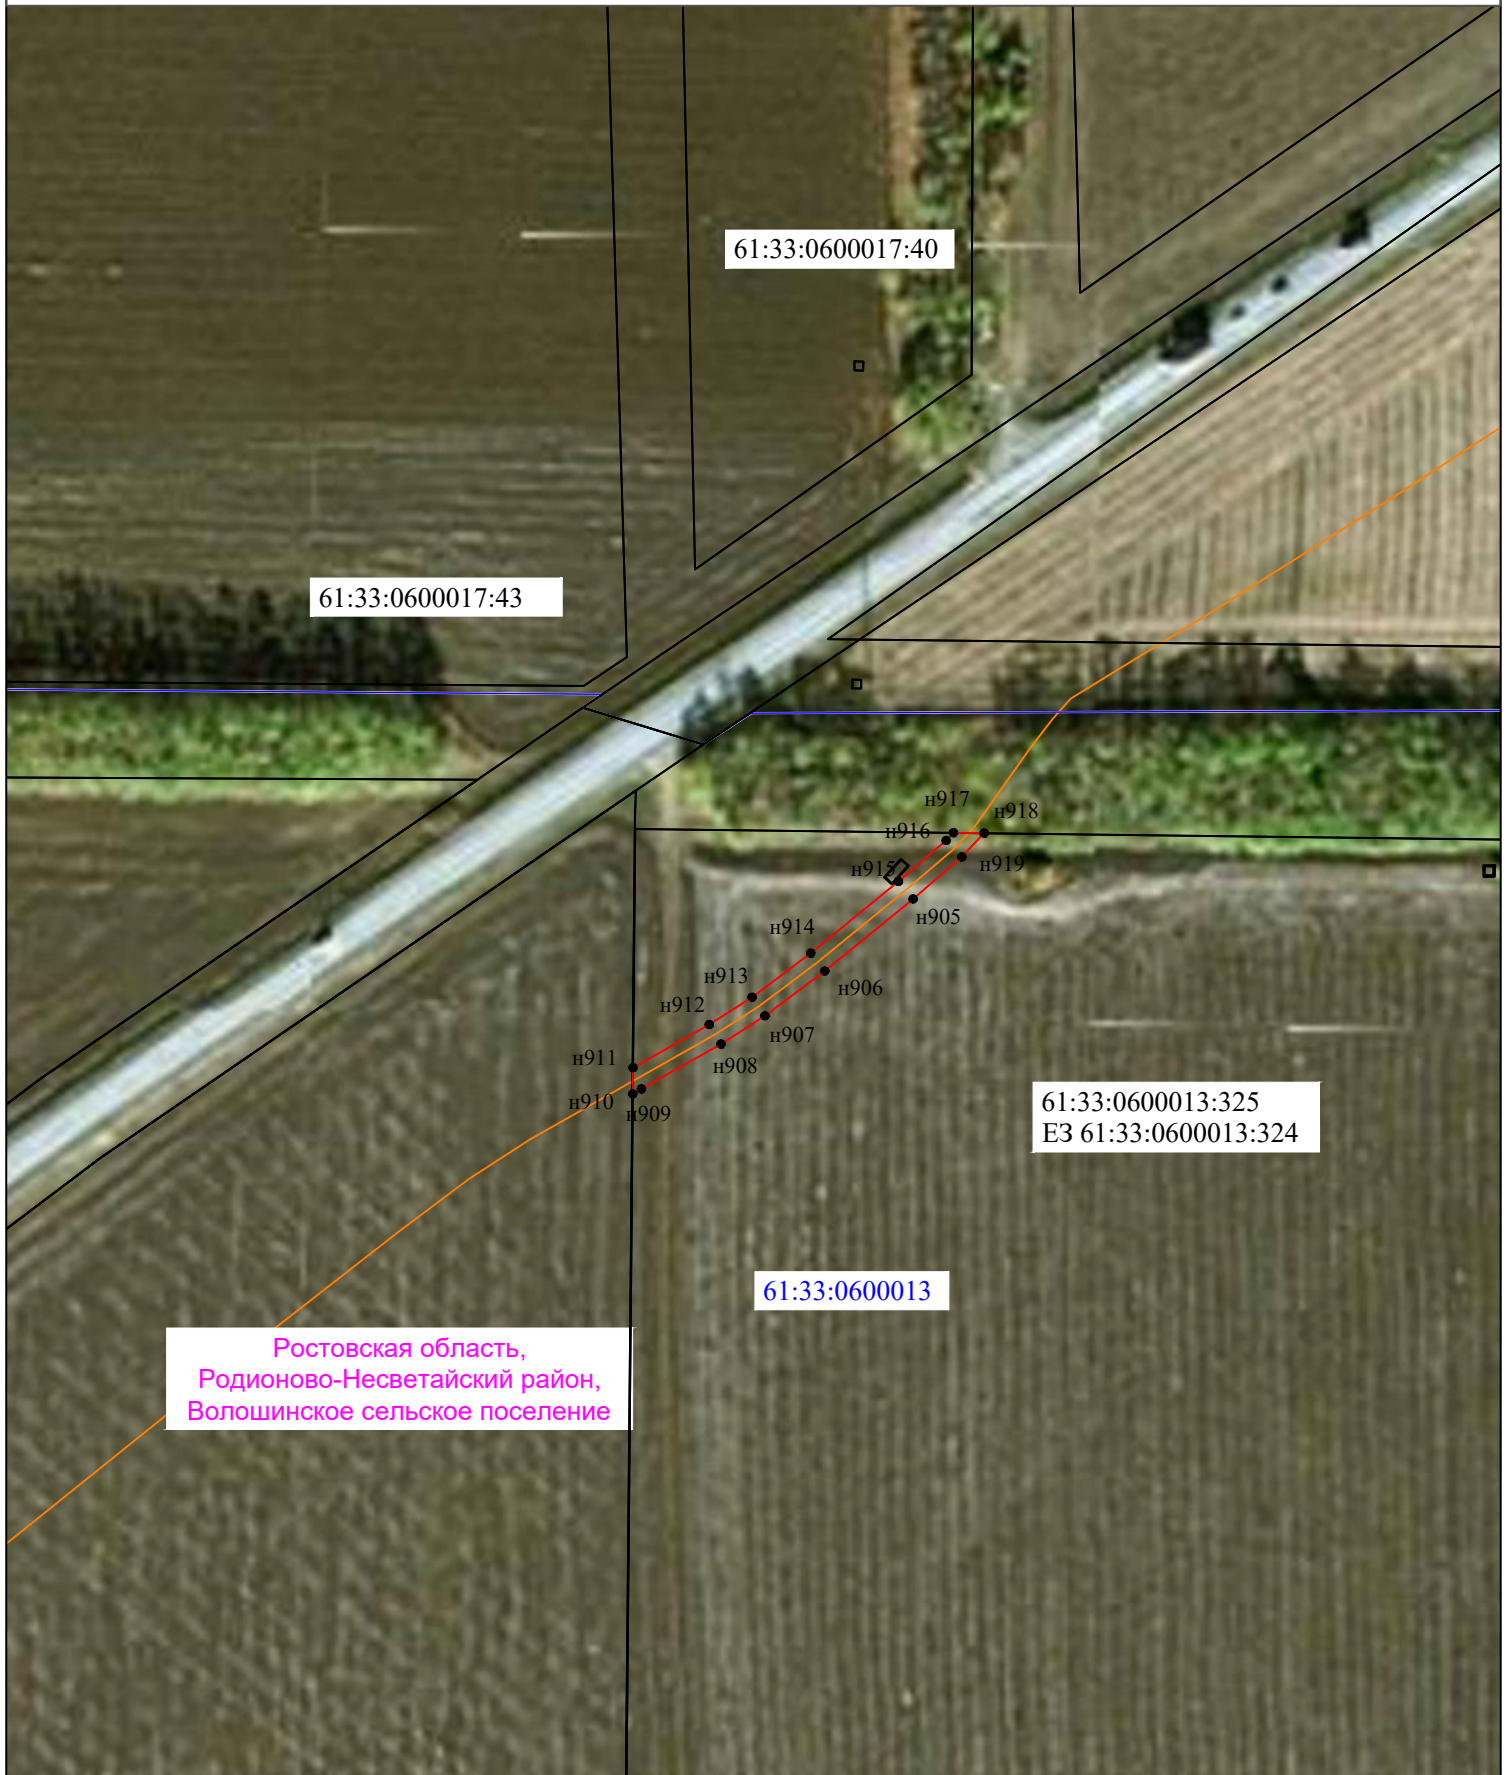 61:33:0600017:40
61:33:0600017:43
н917
н918
н916
н919
н915
н905
н914
н906
н913
н912
н907
н911
н908
н910
н909
61:33:0600013:325
ЕЗ 61:33:0600013:324
61:33:0600013
Ростовская область,
Родионово-Несветайский район,
Волошинское сельское поселение